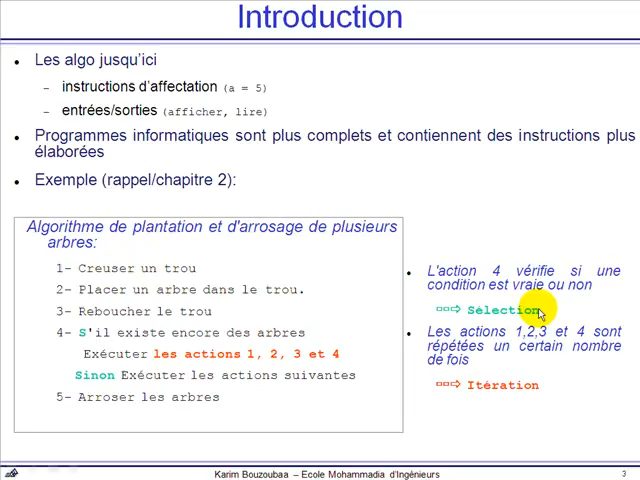 Introduction
Les algo jusqu'ici
– instructions d'affectation (a = 5)
– entrées/sorties (afficher, lire)
Programmes informatiques sont plus complets et contiennent des instructions plus
élaborées
Exemple (rappel/chapitre 2):
Algorithme de plantation et d'arrosage de plusieurs
arbres:
1- Creuser un trou
2- Placer un arbre dans le trou.
3- Reboucher le trou
4- S'il existe encore des arbres
Exécuter les actions 1, 2, 3 et 4
Sinon Exécuter les actions suivantes
5- Arroser les arbres
L'action 4 vérifie si une
condition est vraie ou non
Sélection
Les actions 1,2,3 et 4 sont
répétées un certain nombre
de fois
Itération
Karim Bouzoubaa – Ecole Mohammadia d'Ingénieurs
3